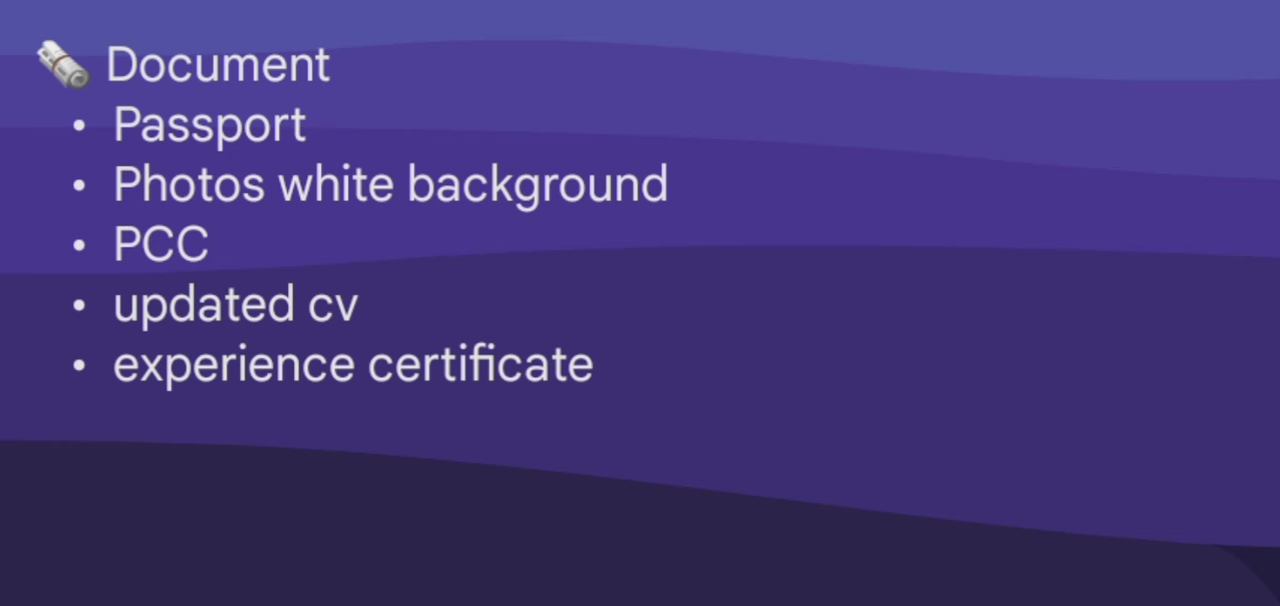 🗞️ Document
• Passport
• Photos white background
• PCC
• updated cv
• experience certificate